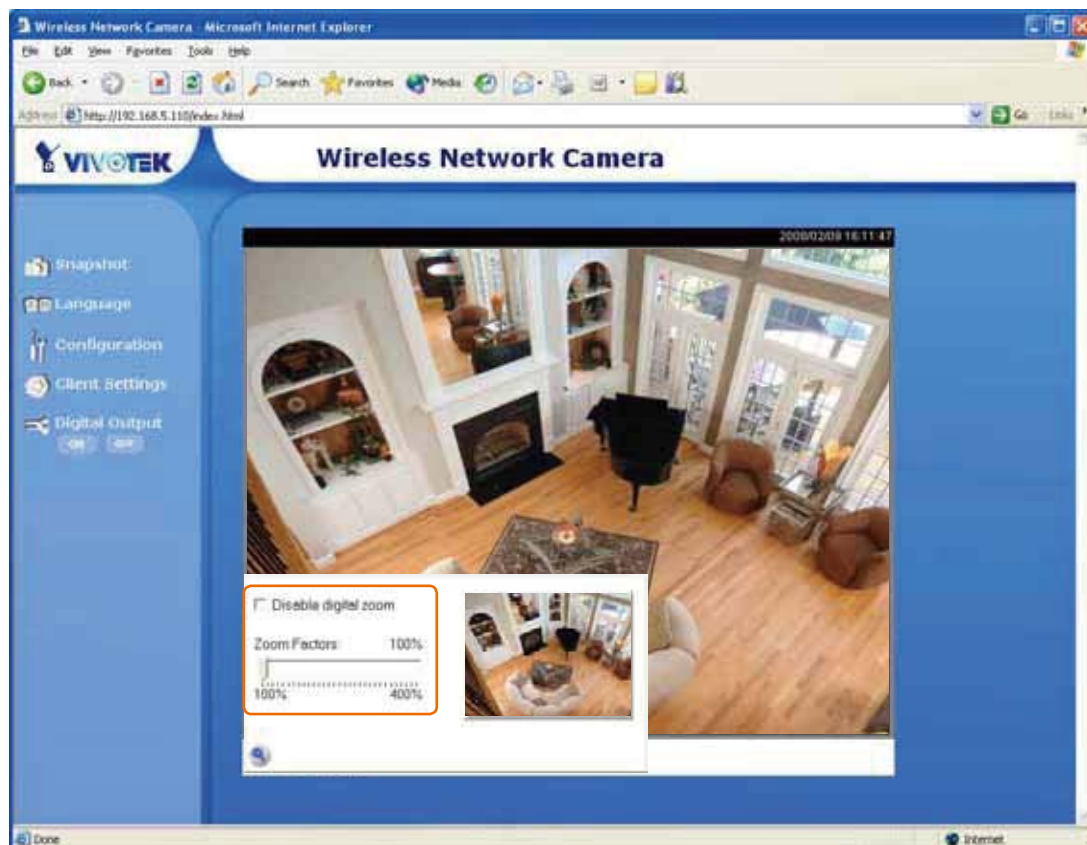 Wireless Network Camera - Microsoft Internet Explorer
File Edit View Favorites Tools Help
Back Search Favorites Media
Address http://192.168.5.110/index.html Go Links
VIVOTEK Wireless Network Camera
2008/02/09 16:11:47
Snapshot
Language
Configuration
Client Settings
Digital Output
ON OFF
Disable digital zoom
Zoom Factors: 100%
100% 400%
Done Internet